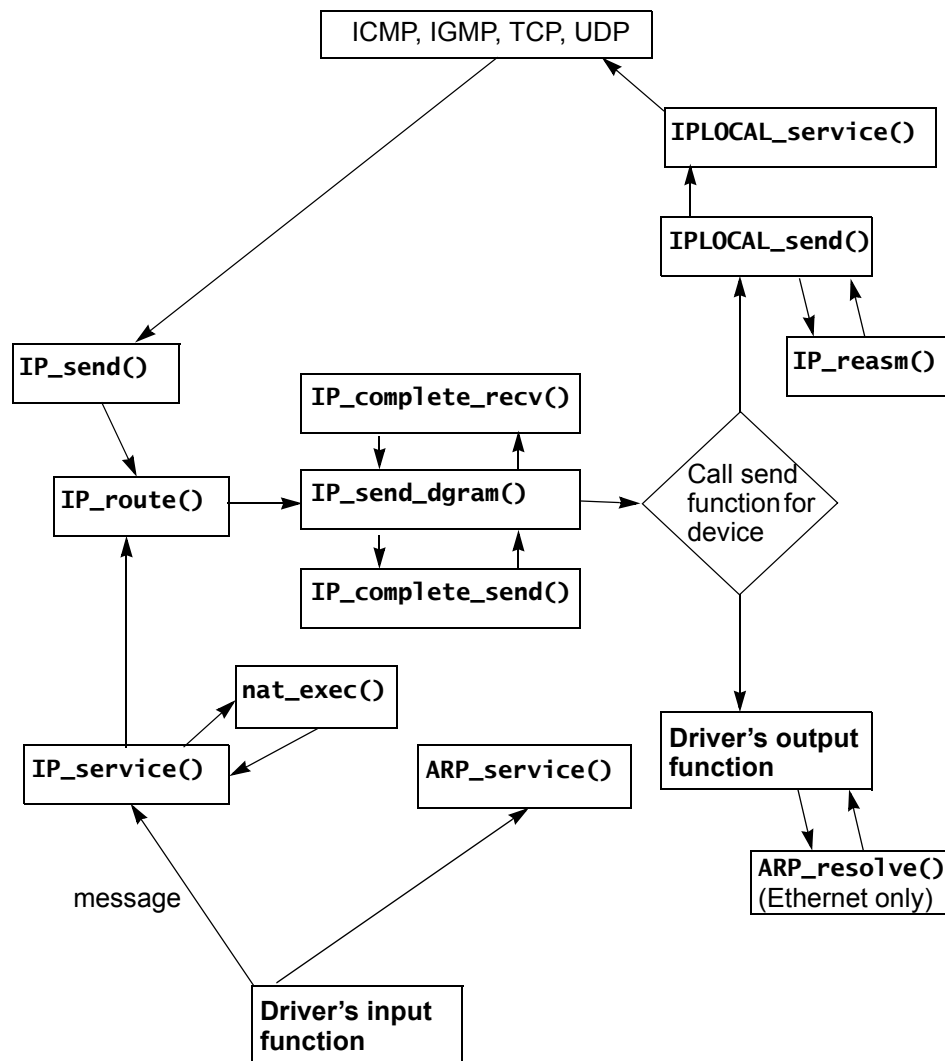 ICMP, IGMP, TCP, UDP
IPLOCAL_service()
IPLOCAL_send()
IP_send()
IP_reasm()
IP_complete_recv()
IP_route()
IP_send_dgram()
Call send
function for
device
IP_complete_send()
nat_exec()
IP_service()
ARP_service()
Driver’s output
function
message
ARP_resolve()
(Ethernet only)
Driver’s input
function